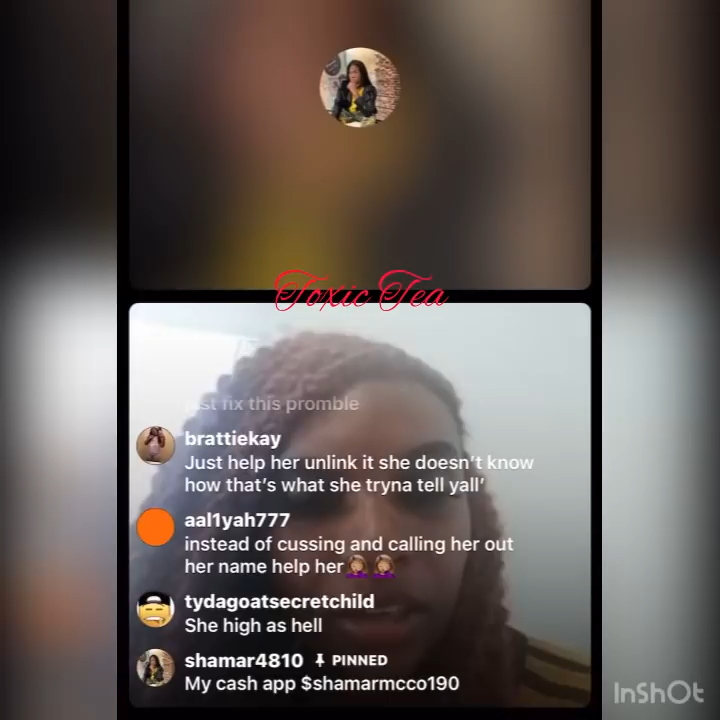 Toxic Tea
just fix this promble
brattiekay
Just help her unlink it she doesn't know
how that's what she tryna tell yall'
aal1yah777
instead of cussing and calling her out
her name help her🤦🏼‍♀️🤦🏼‍♀️
tydagoatsecretchild
She high as hell
shamar4810 PINNED
My cash app $shamarmcco190
InShOt